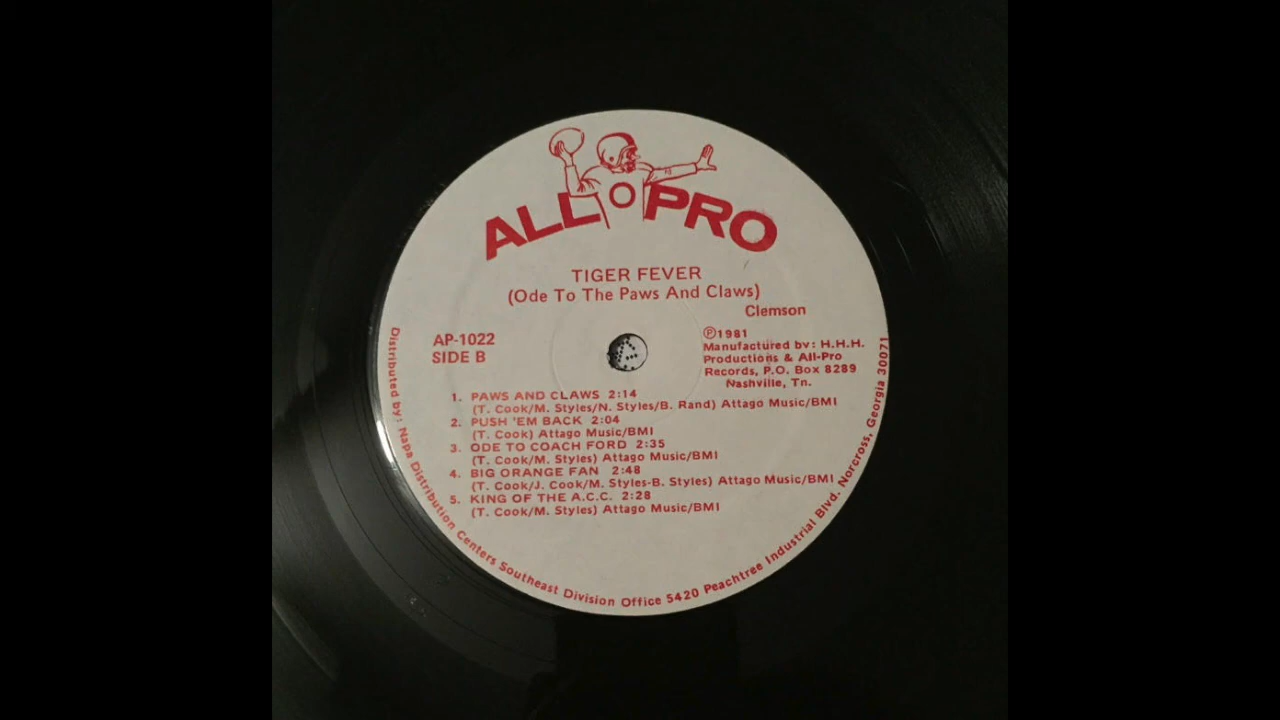 ALL PRO
TIGER FEVER
(Ode To The Paws And Claws)
Clemson
AP-1022
SIDE B
℗1981
Manufactured by: H.H.H.
Productions & All-Pro
Records, P.O. Box 8289
Nashville, Tn.
1. PAWS AND CLAWS 2:14
(T. Cook/M. Styles/N. Styles/B. Rand) Attago Music/BMI
2. PUSH 'EM BACK 2:04
(T. Cook) Attago Music/BMI
3. ODE TO COACH FORD 2:35
(T. Cook/M. Styles) Attago Music/BMI
4. BIG ORANGE FAN 2:48
(T. Cook/J. Cook/M. Styles-B. Styles) Attago Music/BMI
5. KING OF THE A.C.C. 2:28
(T. Cook/M. Styles) Attago Music/BMI
Distributed by: Napa Distribution Centers Southeast Division Office 5420 Peachtree Industrial Blvd. Norcross, Georgia 30071